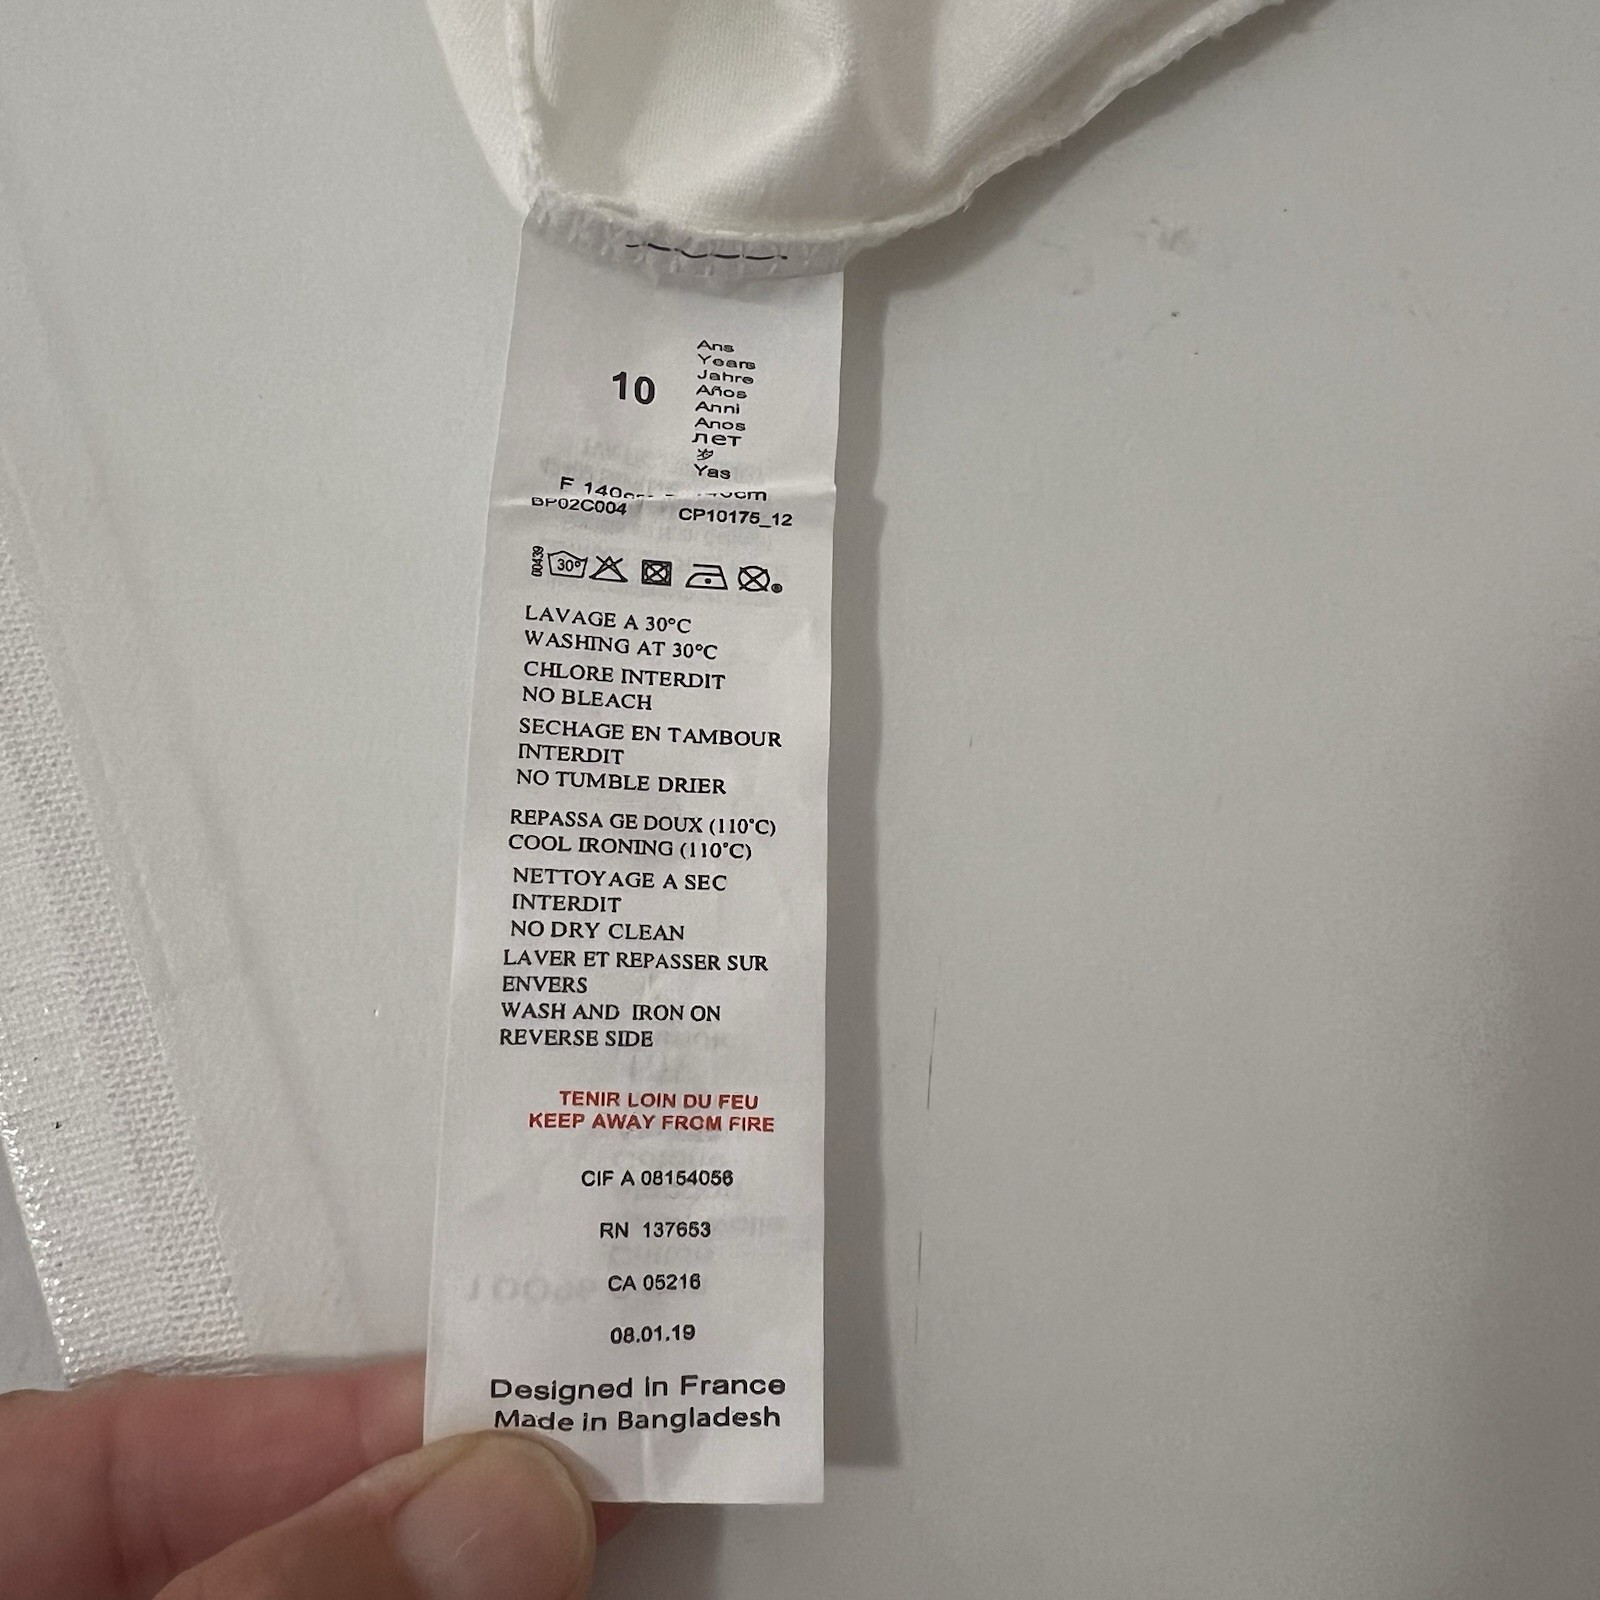 10
Ans
Years
Jahre
Años
Anni
Anos
лет
岁
Yas
F 140cm
BP02C004 CP10175_12
00439 30°
LAVAGE A 30°C
WASHING AT 30°C
CHLORE INTERDIT
NO BLEACH
SECHAGE EN TAMBOUR
INTERDIT
NO TUMBLE DRIER
REPASSA GE DOUX (110°C)
COOL IRONING (110°C)
NETTOYAGE A SEC
INTERDIT
NO DRY CLEAN
LAVER ET REPASSER SUR
ENVERS
WASH AND IRON ON
REVERSE SIDE
TENIR LOIN DU FEU
KEEP AWAY FROM FIRE
CIF A 08154056
RN 137653
CA 05216
08.01.19
Designed in France
Made in Bangladesh